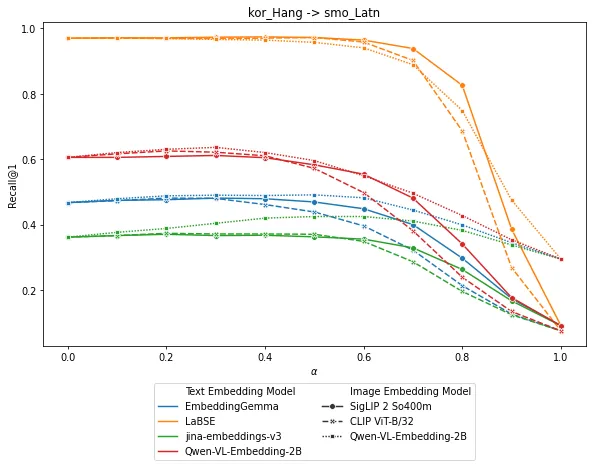 kor_Hang -> smo_Latn
Recall@1
1.0
0.8
0.6
0.4
0.2
0.0 0.2 0.4 0.6 0.8 1.0
α
Text Embedding Model Image Embedding Model
EmbeddingGemma SigLIP 2 So400m
LaBSE CLIP ViT-B/32
jina-embeddings-v3 Qwen-VL-Embedding-2B
Qwen-VL-Embedding-2B